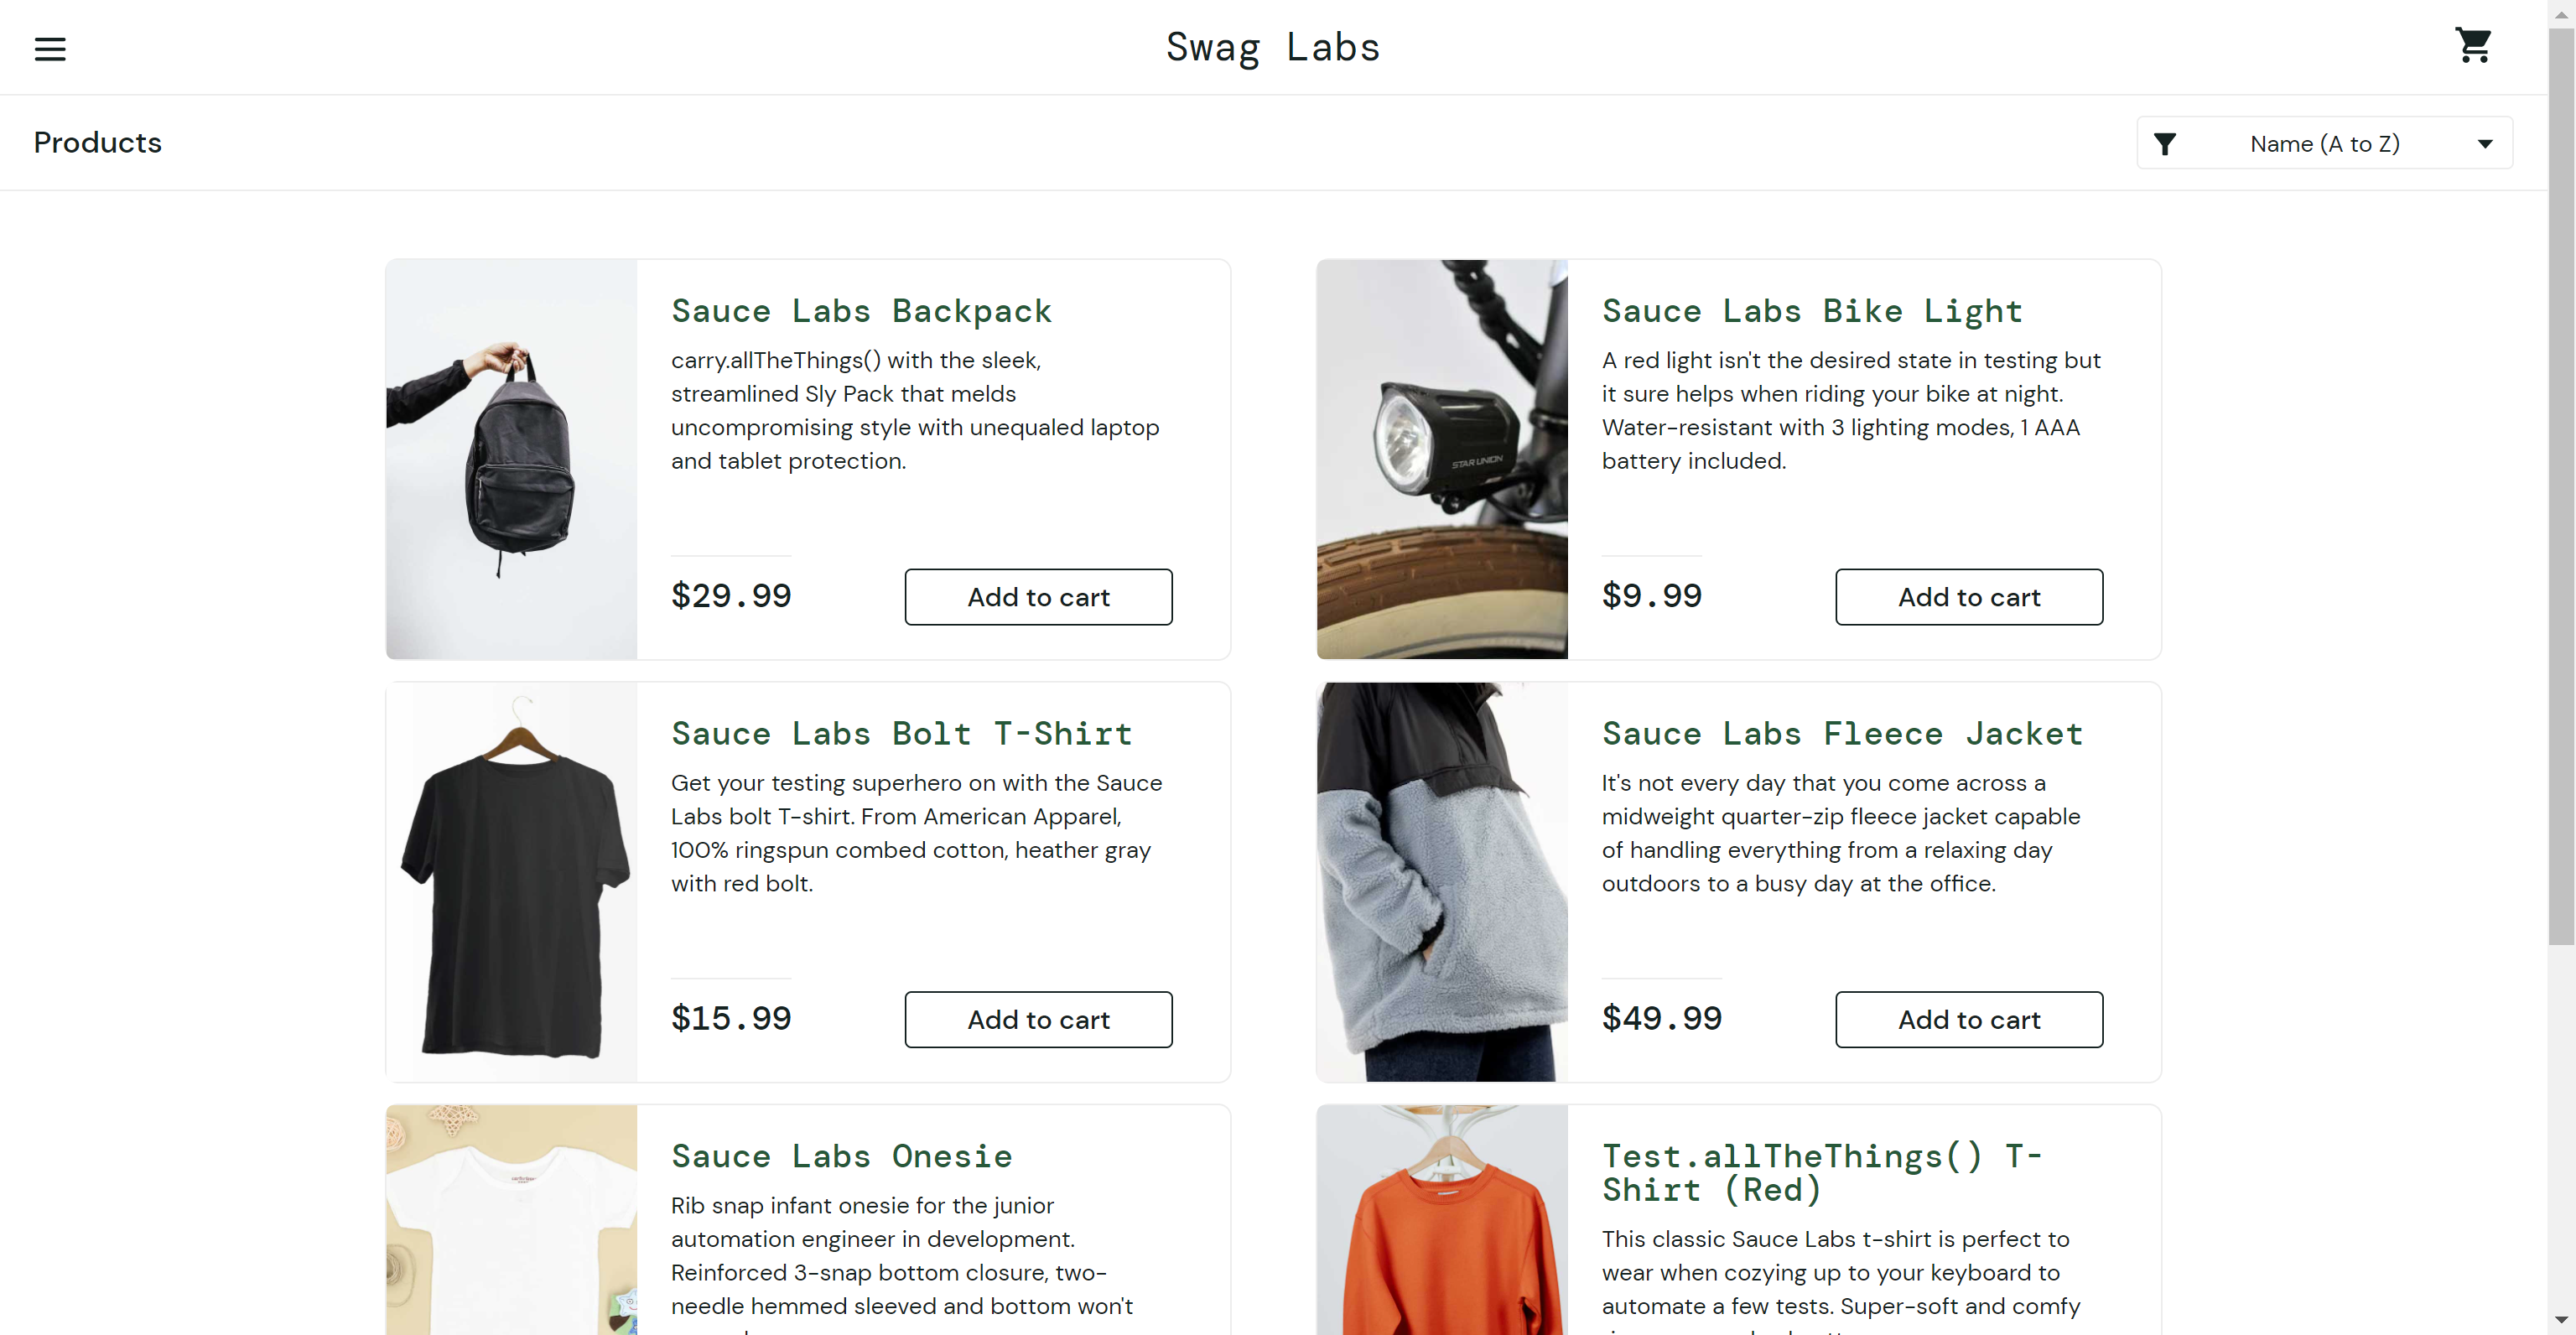 Swag Labs
Products
Name (A to Z)
Sauce Labs Backpack
carry.allTheThings() with the sleek,
streamlined Sly Pack that melds
uncompromising style with unequaled laptop
and tablet protection.
$29.99
Add to cart
Sauce Labs Bike Light
A red light isn't the desired state in testing but
it sure helps when riding your bike at night.
Water-resistant with 3 lighting modes, 1 AAA
battery included.
STAR UNION
$9.99
Add to cart
Sauce Labs Bolt T-Shirt
Get your testing superhero on with the Sauce
Labs bolt T-shirt. From American Apparel,
100% ringspun combed cotton, heather gray
with red bolt.
$15.99
Add to cart
Sauce Labs Fleece Jacket
It's not every day that you come across a
midweight quarter-zip fleece jacket capable
of handling everything from a relaxing day
outdoors to a busy day at the office.
$49.99
Add to cart
Sauce Labs Onesie
Rib snap infant onesie for the junior
automation engineer in development.
Reinforced 3-snap bottom closure, two-
needle hemmed sleeved and bottom won't
Test.allTheThings() T-
Shirt (Red)
This classic Sauce Labs t-shirt is perfect to
wear when cozying up to your keyboard to
automate a few tests. Super-soft and comfy